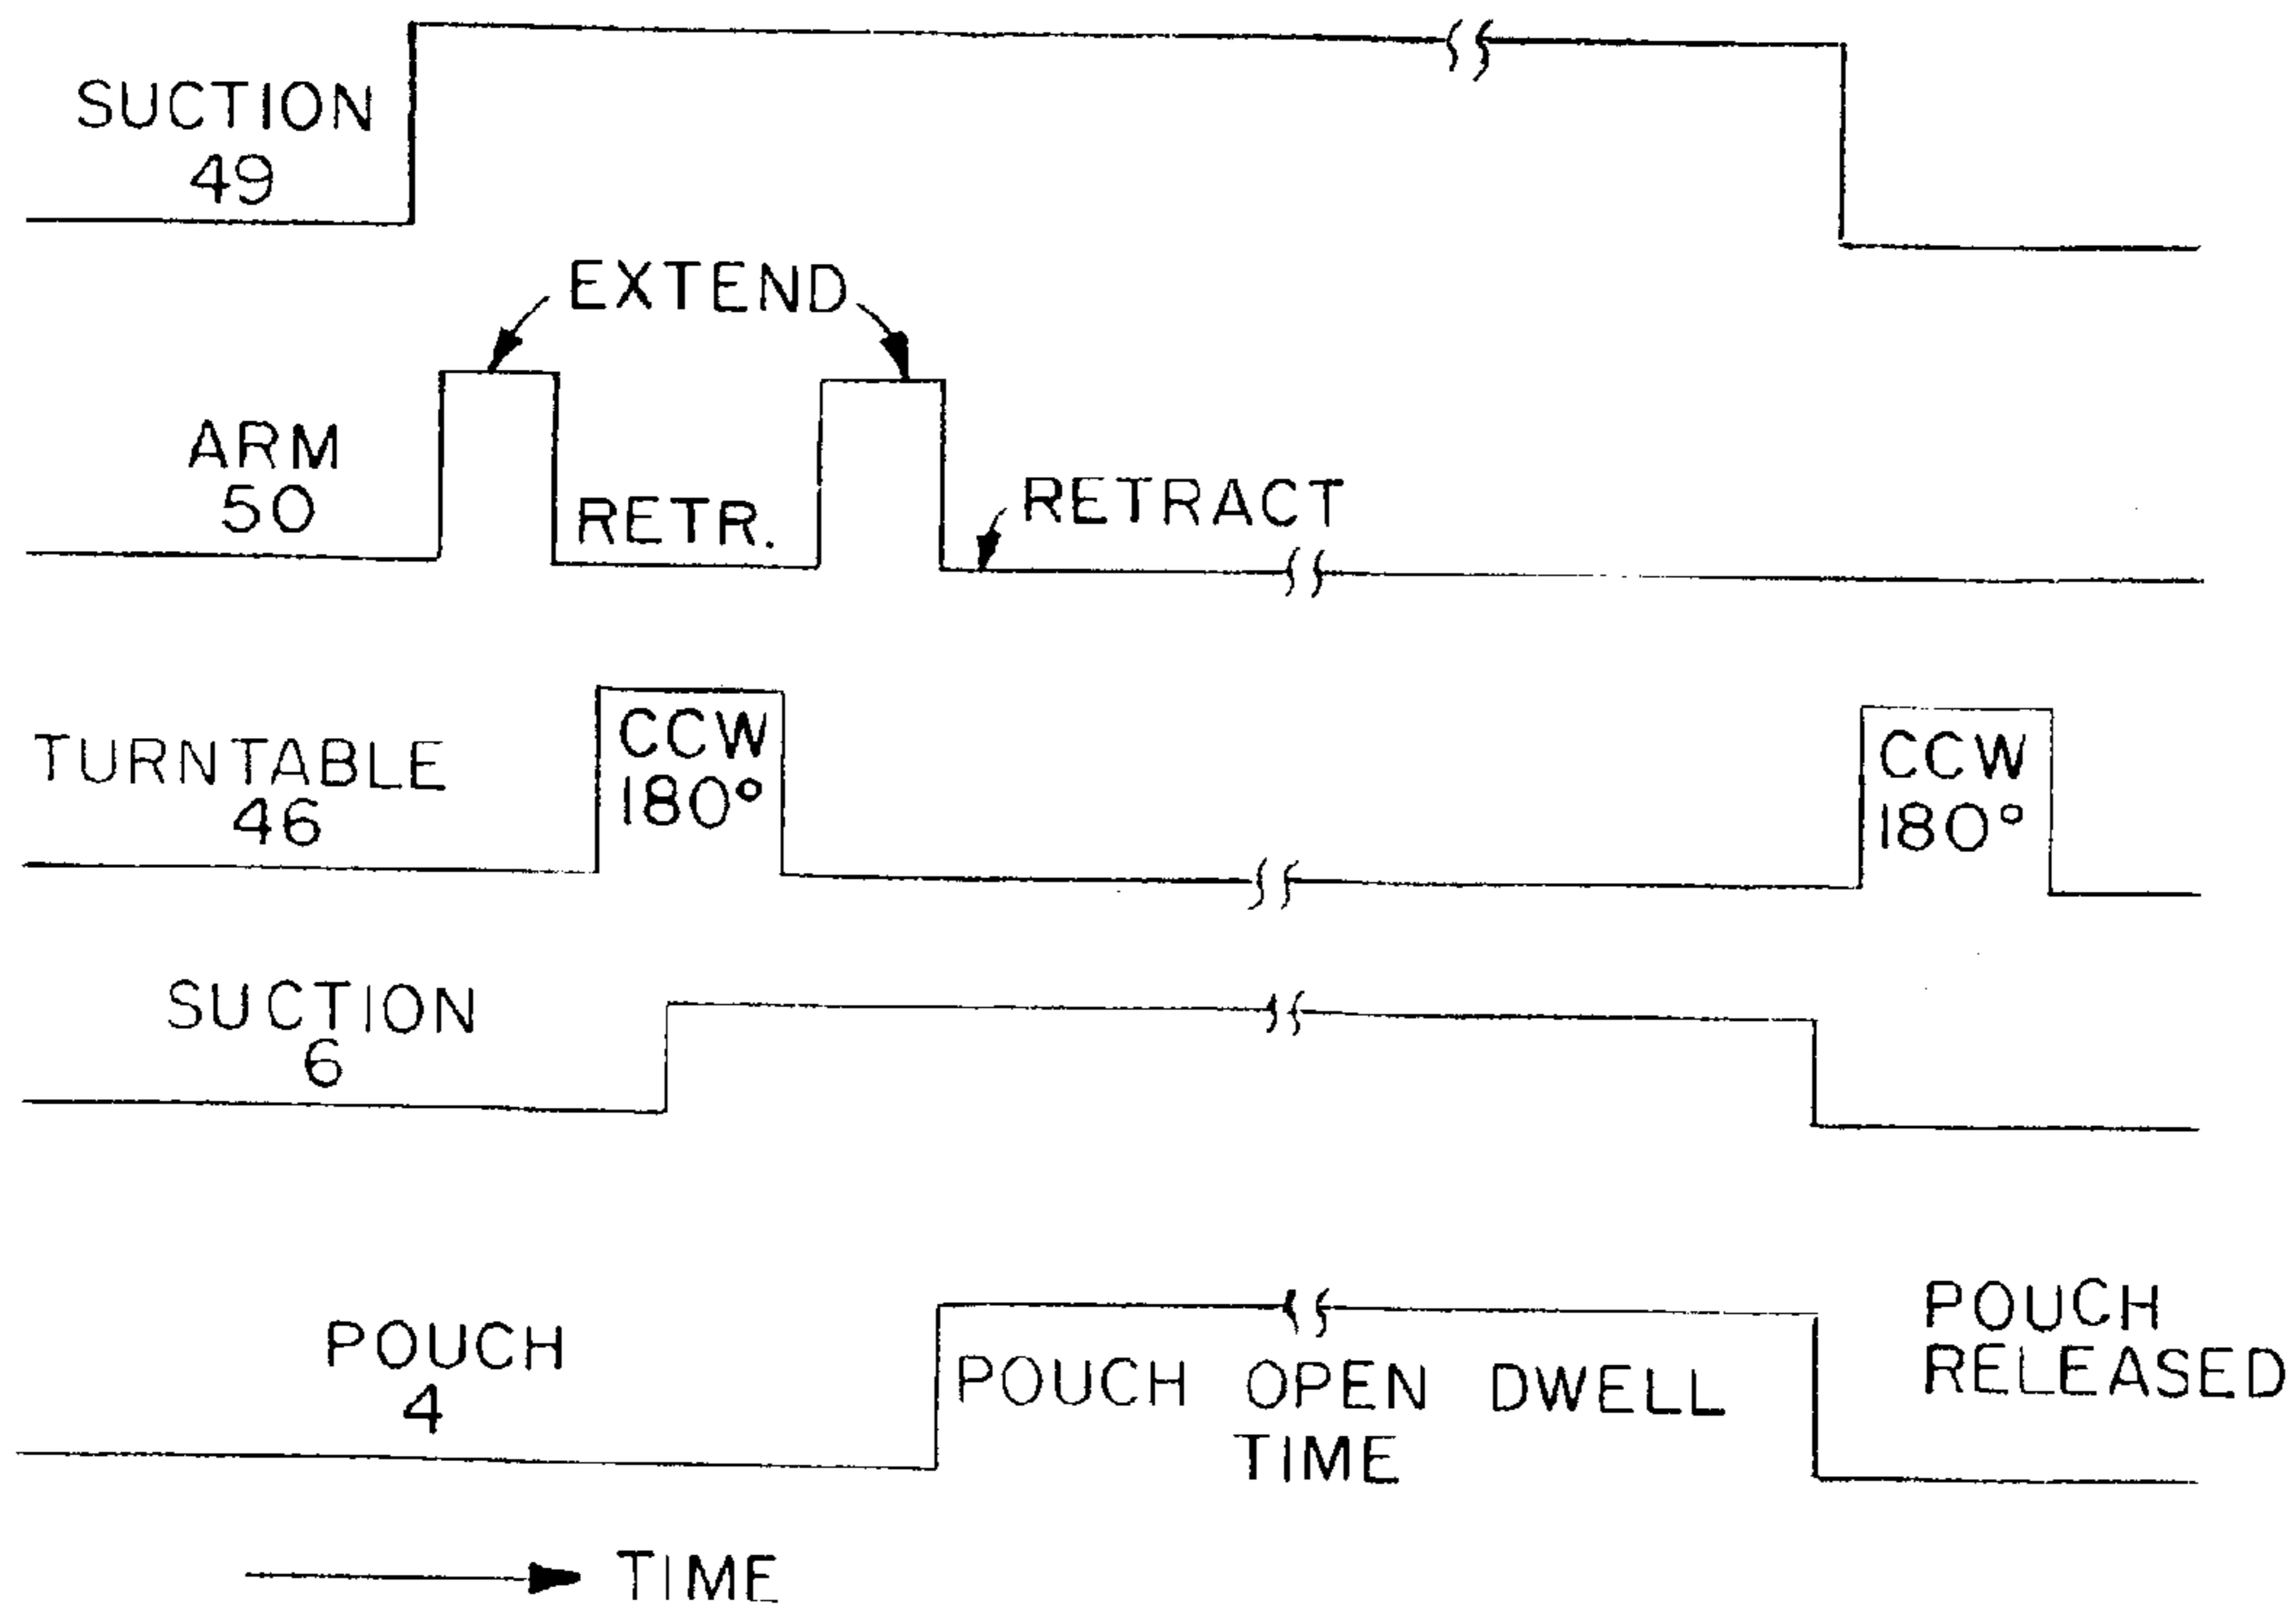 SUCTION
49
EXTEND
ARM
50
RETR.
RETRACT
TURNTABLE
46
CCW
180°
CCW
180°
SUCTION
6
POUCH
4
POUCH OPEN DWELL
TIME
POUCH
RELEASED
TIME